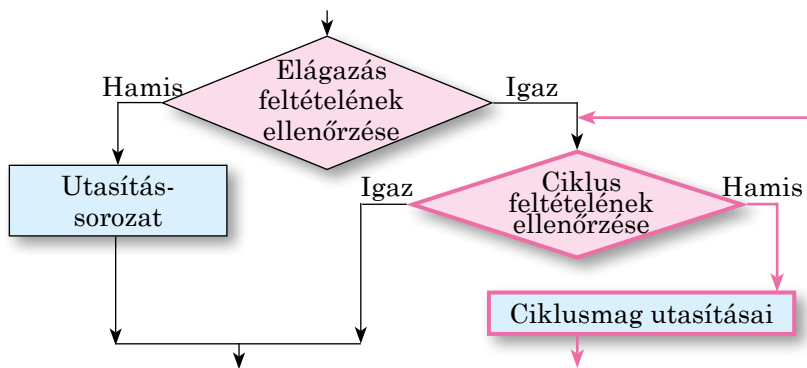 Elágazás
feltételének
ellenőrzése
Hamis
Igaz
Utasítás-
sorozat
Igaz
Ciklus
feltételének
ellenőrzése
Hamis
Ciklusmag utasításai